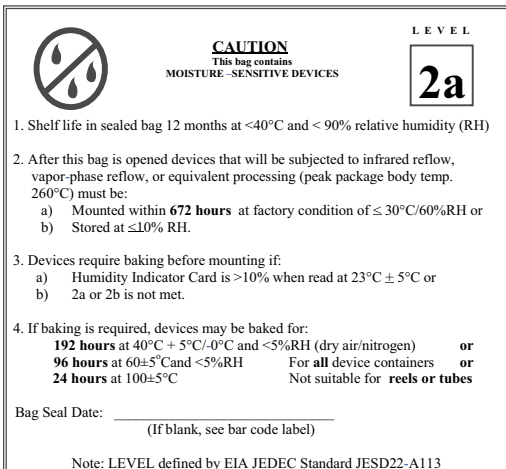 LEVEL
CAUTION
This bag contains
MOISTURE –SENSITIVE DEVICES
2a
1. Shelf life in sealed bag 12 months at <40°C and < 90% relative humidity (RH)
2. After this bag is opened devices that will be subjected to infrared reflow,
vapor-phase reflow, or equivalent processing (peak package body temp.
260°C) must be:
a) Mounted within 672 hours at factory condition of ≤ 30°C/60%RH or
b) Stored at ≤10% RH.
3. Devices require baking before mounting if:
a) Humidity Indicator Card is >10% when read at 23°C ± 5°C or
b) 2a or 2b is not met.
4. If baking is required, devices may be baked for:
192 hours at 40°C + 5°C/-0°C and <5%RH (dry air/nitrogen) or
96 hours at 60±5°Cand <5%RH For all device containers or
24 hours at 100±5°C Not suitable for reels or tubes
Bag Seal Date: ______________________________
(If blank, see bar code label)
Note: LEVEL defined by EIA JEDEC Standard JESD22-A113